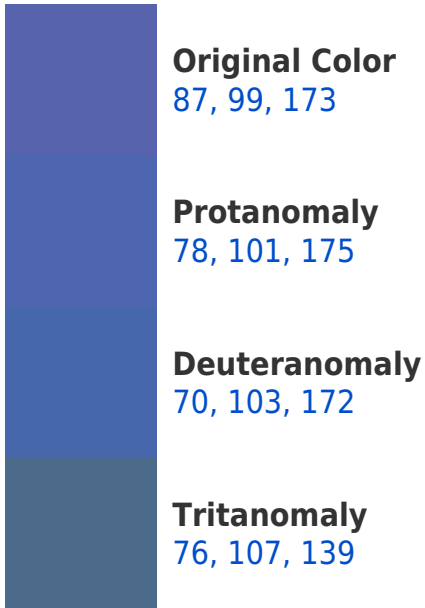 Original Color
87, 99, 173
Protanomaly
78, 101, 175
Deuteranomaly
70, 103, 172
Tritanomaly
76, 107, 139